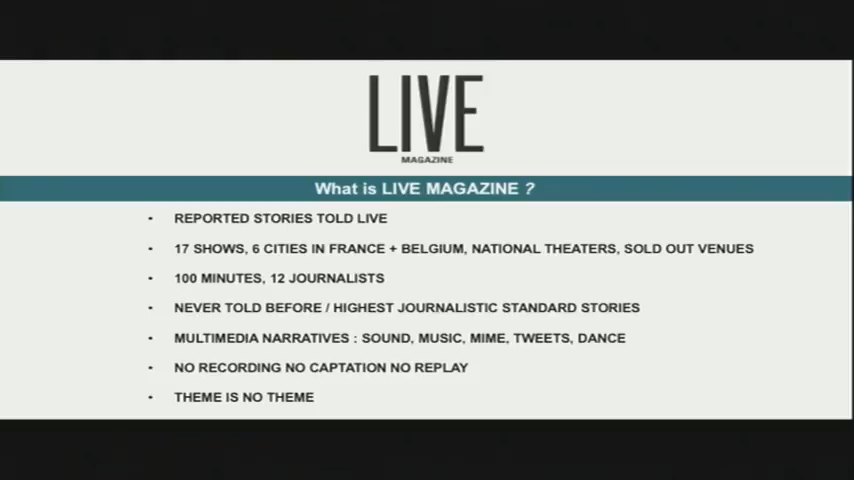 LIVE
MAGAZINE
What is LIVE MAGAZINE ?
• REPORTED STORIES TOLD LIVE
• 17 SHOWS, 6 CITIES IN FRANCE + BELGIUM, NATIONAL THEATERS, SOLD OUT VENUES
• 100 MINUTES, 12 JOURNALISTS
• NEVER TOLD BEFORE / HIGHEST JOURNALISTIC STANDARD STORIES
• MULTIMEDIA NARRATIVES : SOUND, MUSIC, MIME, TWEETS, DANCE
• NO RECORDING NO CAPTATION NO REPLAY
• THEME IS NO THEME